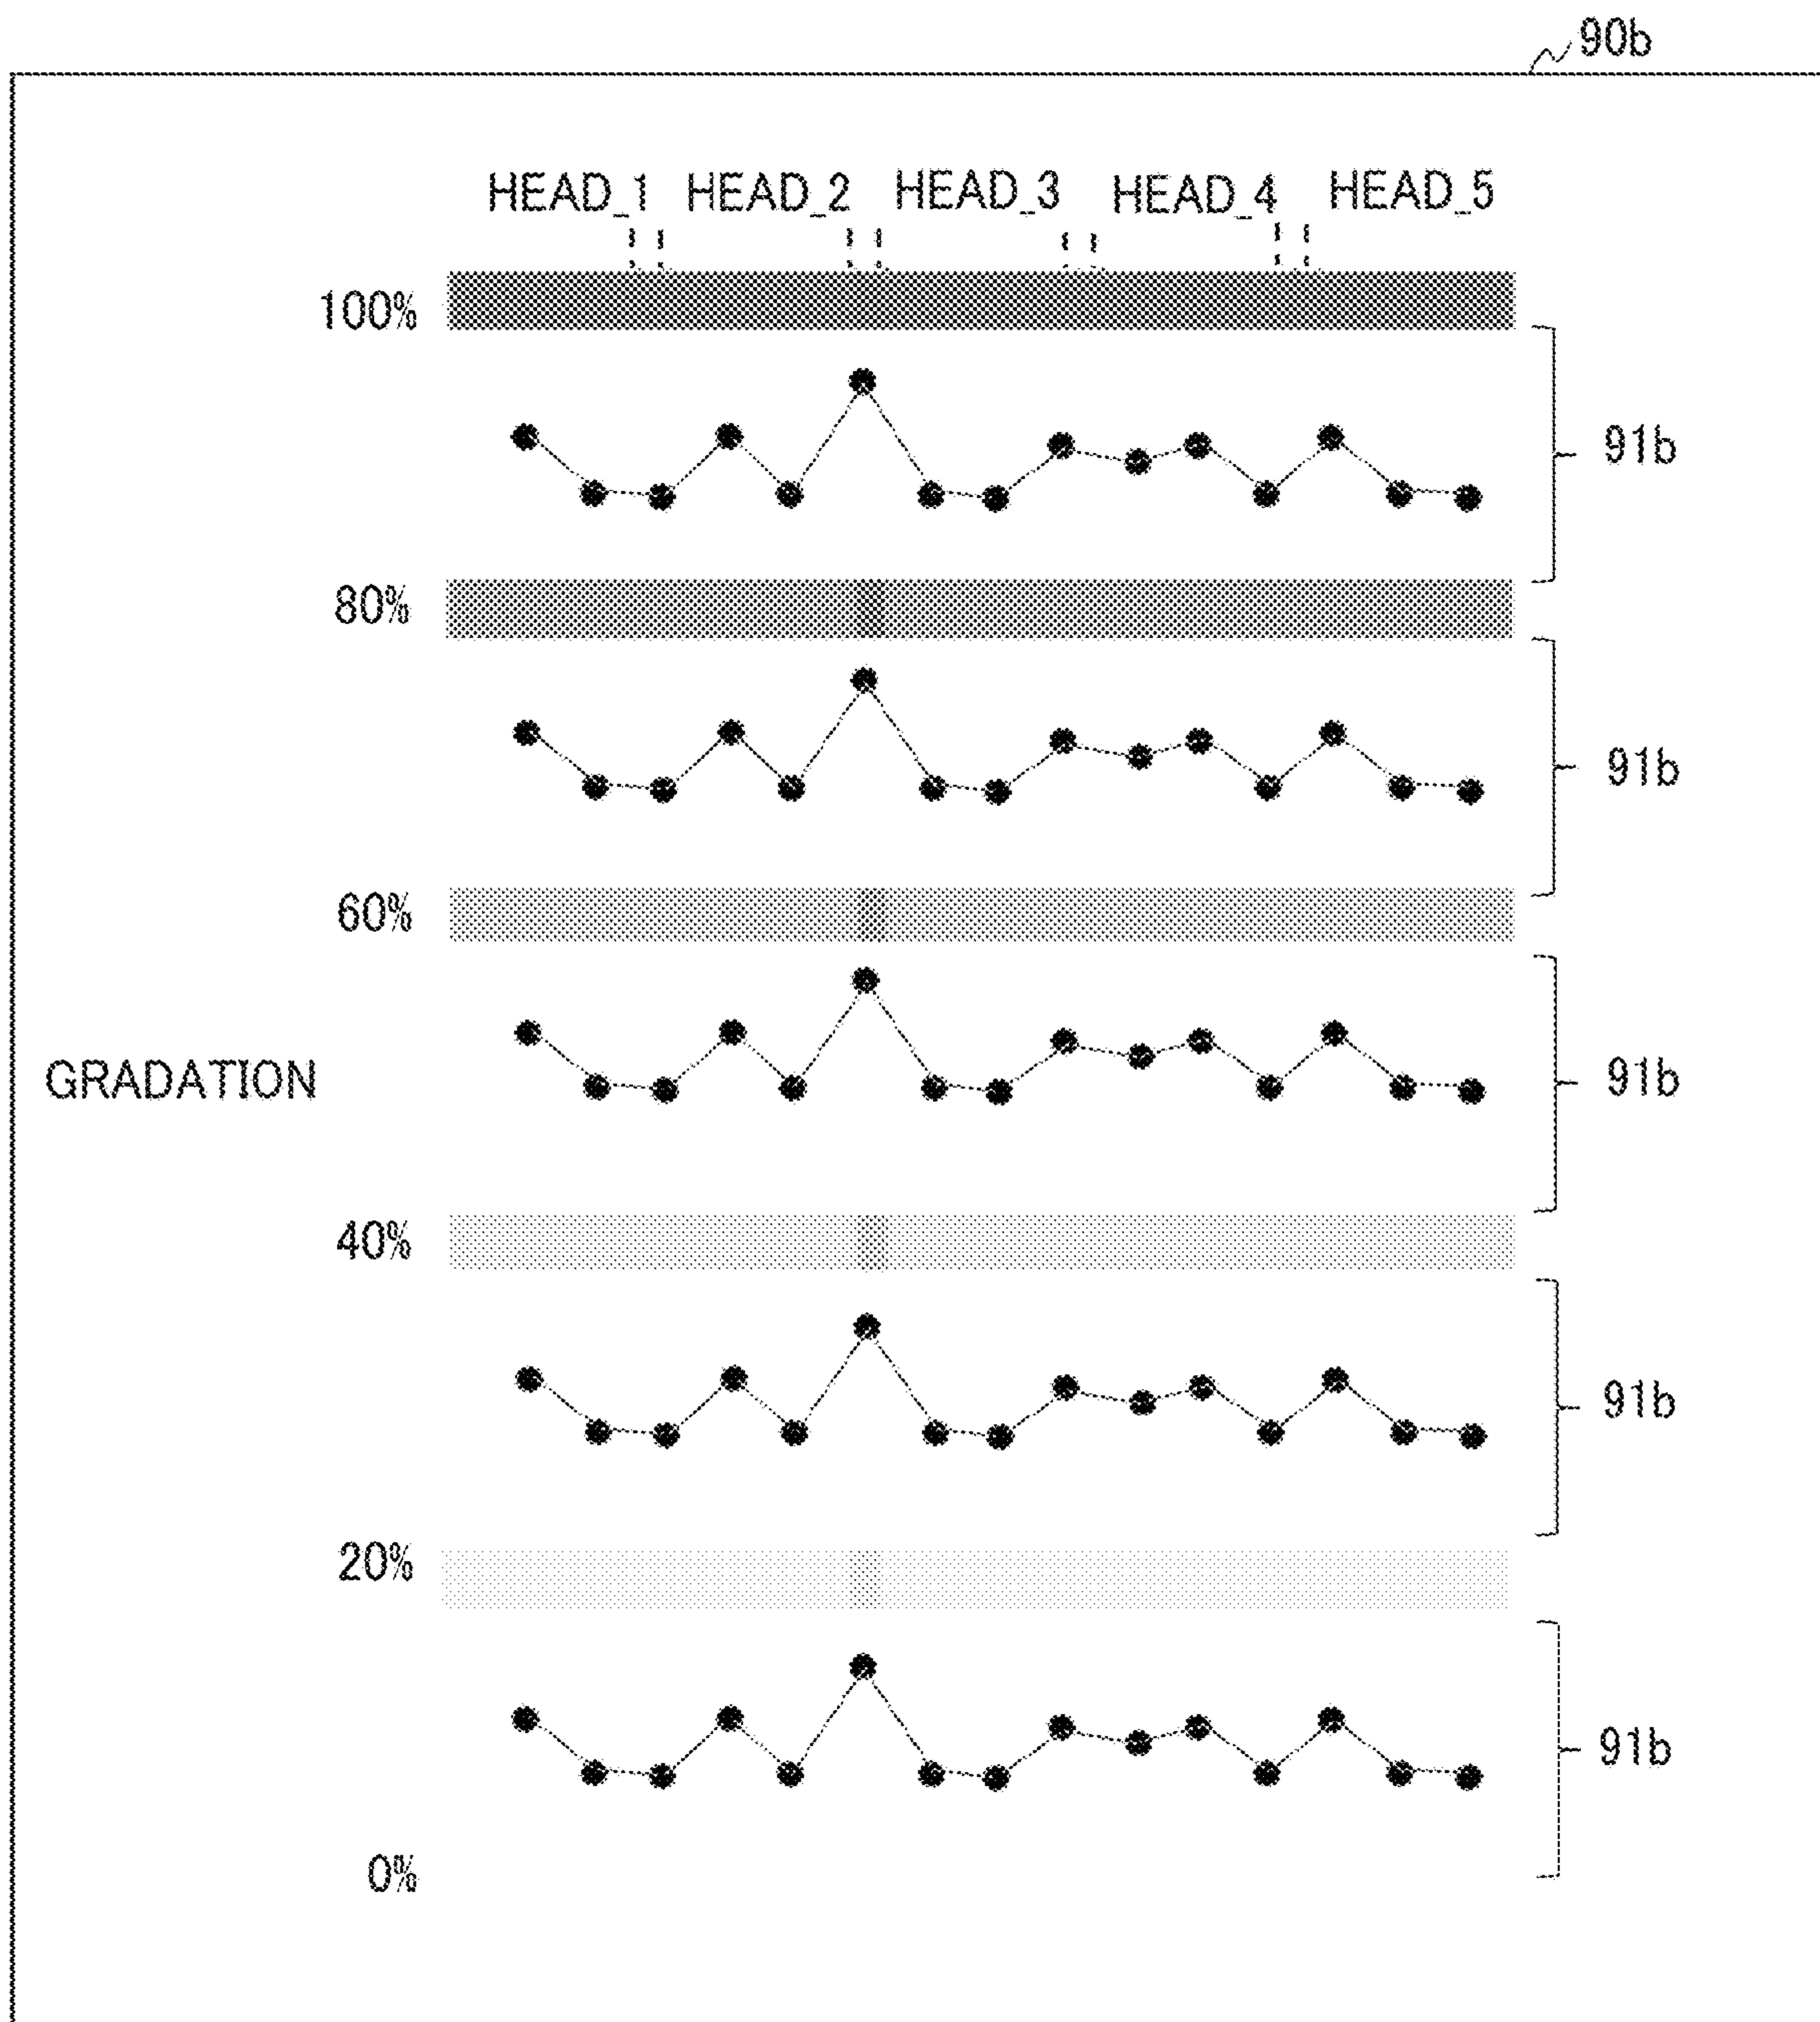 90b
HEAD_1 HEAD_2 HEAD_3 HEAD_4 HEAD_5
100%
91b
80%
91b
60%
GRADATION
91b
40%
91b
20%
91b
0%